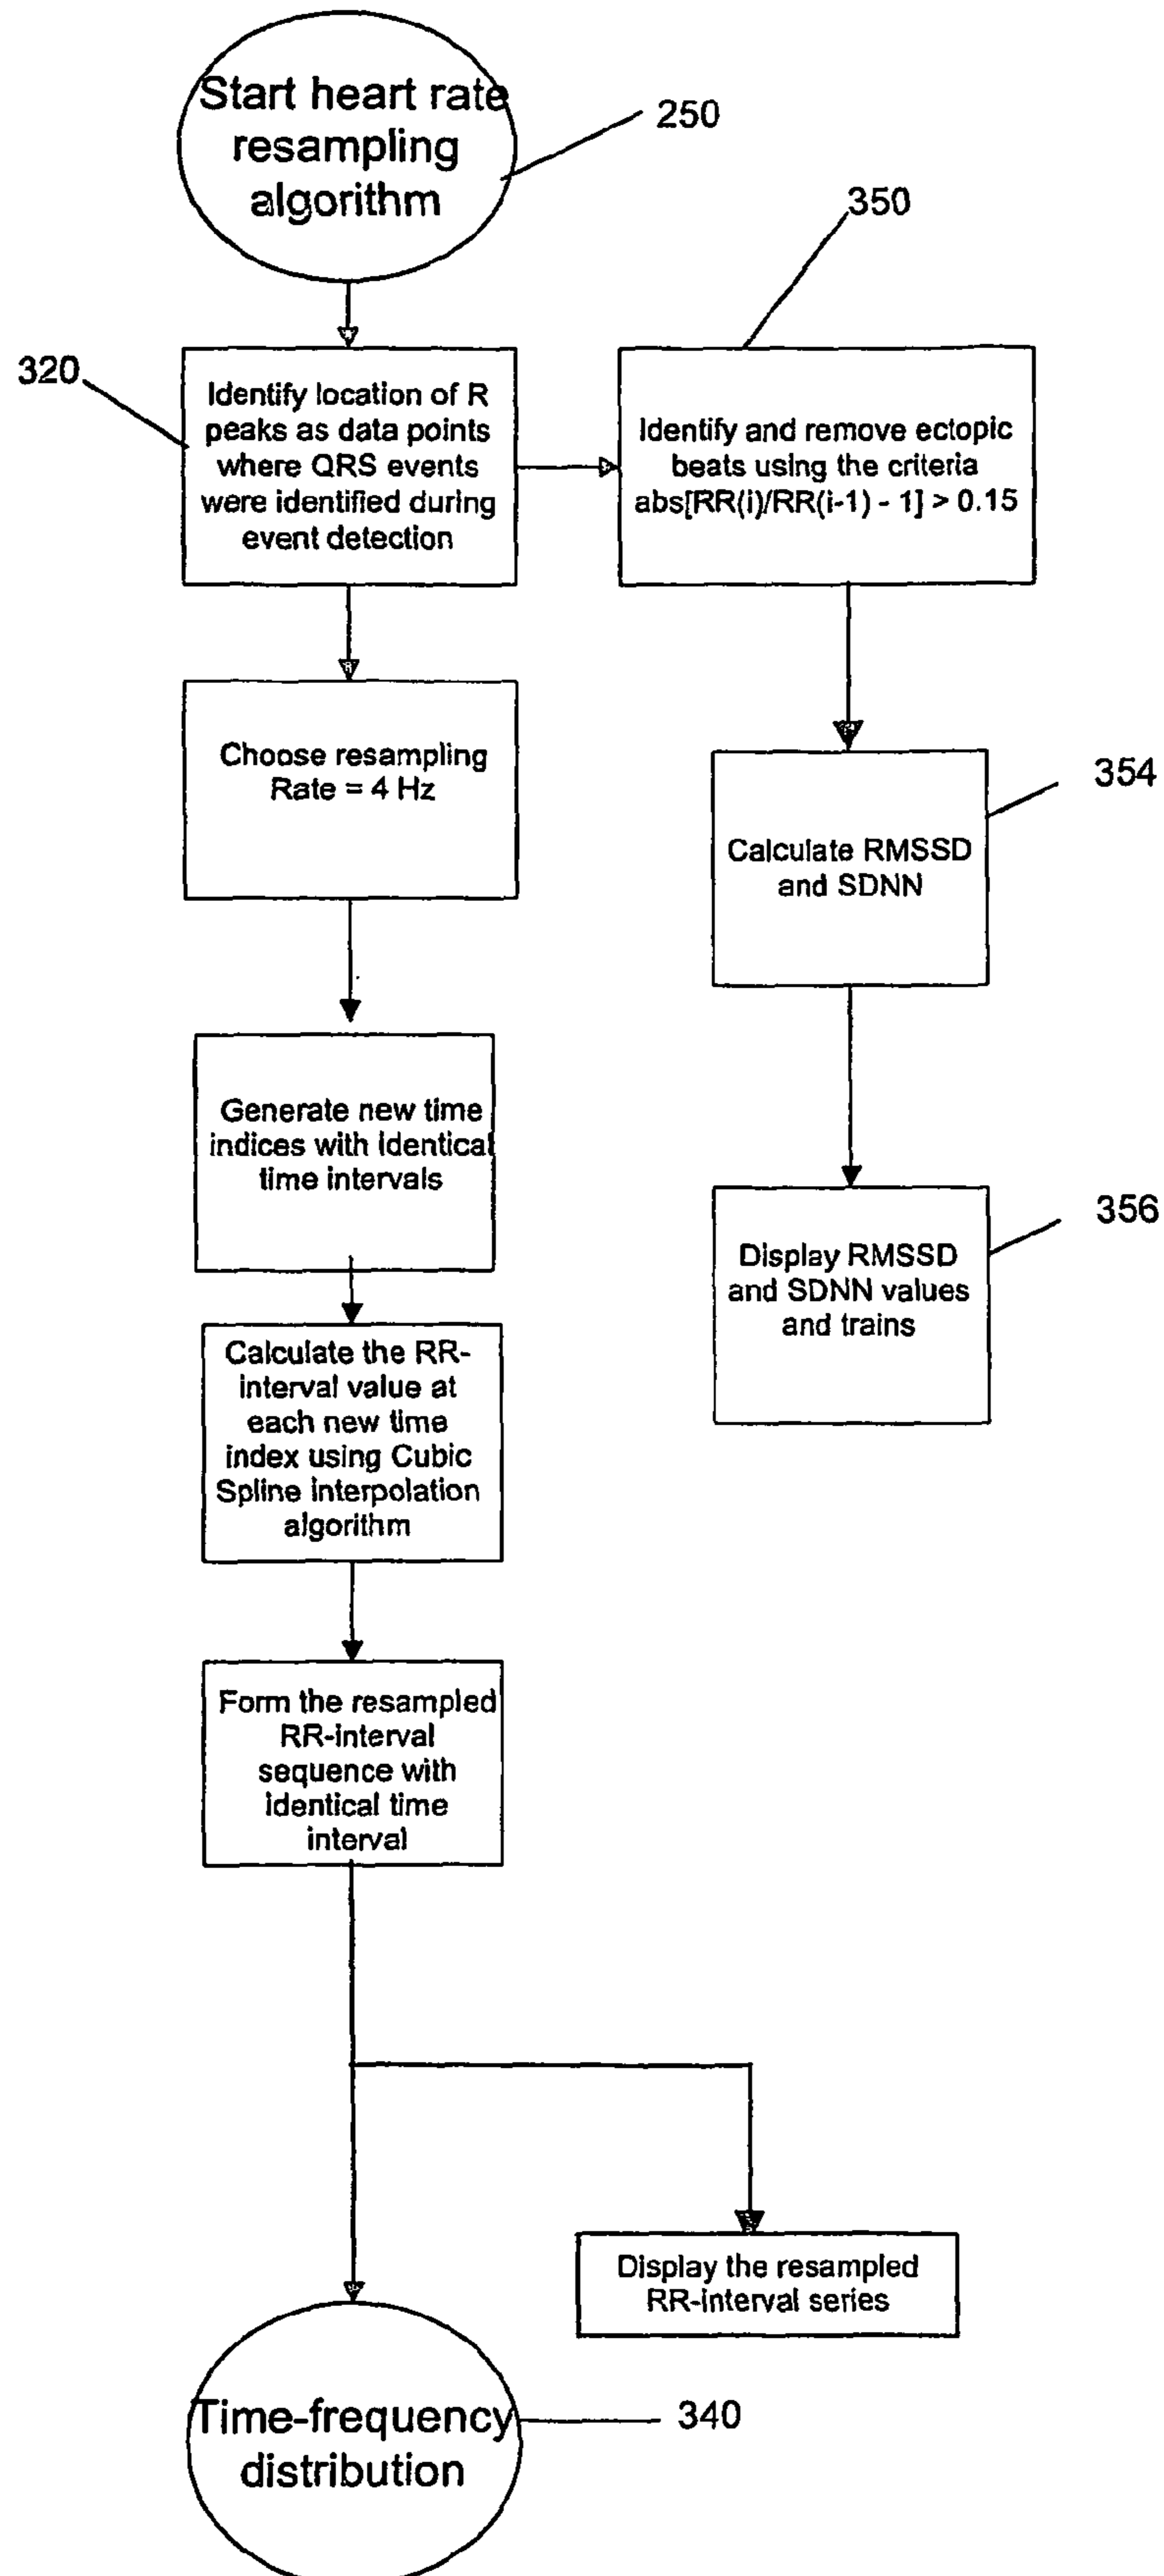 Start heart rate
resampling
algorithm
250
350
320
Identify location of R
peaks as data points
where QRS events
were identified during
event detection
Identify and remove ectopic
beats using the criteria
abs[RR(i)/RR(i-1) - 1] > 0.15
Choose resampling
Rate = 4 Hz
354
Calculate RMSSD
and SDNN
Generate new time
indices with identical
time intervals
356
Display RMSSD
and SDNN values
and trains
Calculate the RR-
interval value at
each new time
index using Cubic
Spline interpolation
algorithm
Form the resampled
RR-interval
sequence with
identical time
interval
Display the resampled
RR-interval series
Time-frequency
distribution
340